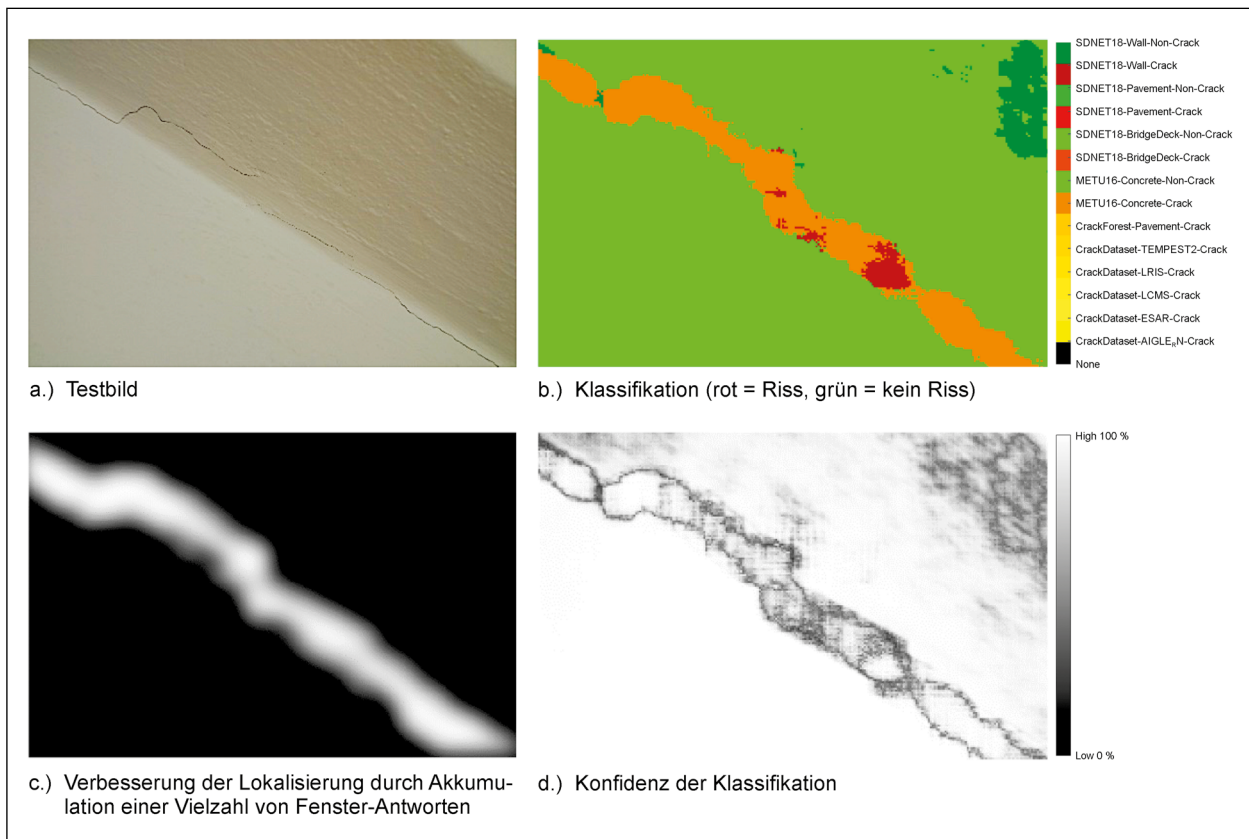 SDNET18-Wall-Non-Crack
SDNET18-Wall-Crack
SDNET18-Pavement-Non-Crack
SDNET18-Pavement-Crack
SDNET18-BridgeDeck-Non-Crack
SDNET18-BridgeDeck-Crack
METU16-Concrete-Non-Crack
METU16-Concrete-Crack
CrackForest-Pavement-Crack
CrackDataset-TEMPEST2-Crack
CrackDataset-LRIS-Crack
CrackDataset-LCMS-Crack
CrackDataset-ESAR-Crack
CrackDataset-AIGLE_RN-Crack
None
a.) Testbild
b.) Klassifikation (rot = Riss, grün = kein Riss)
High 100 %
Low 0 %
c.) Verbesserung der Lokalisierung durch Akkumu-
lation einer Vielzahl von Fenster-Antworten
d.) Konfidenz der Klassifikation